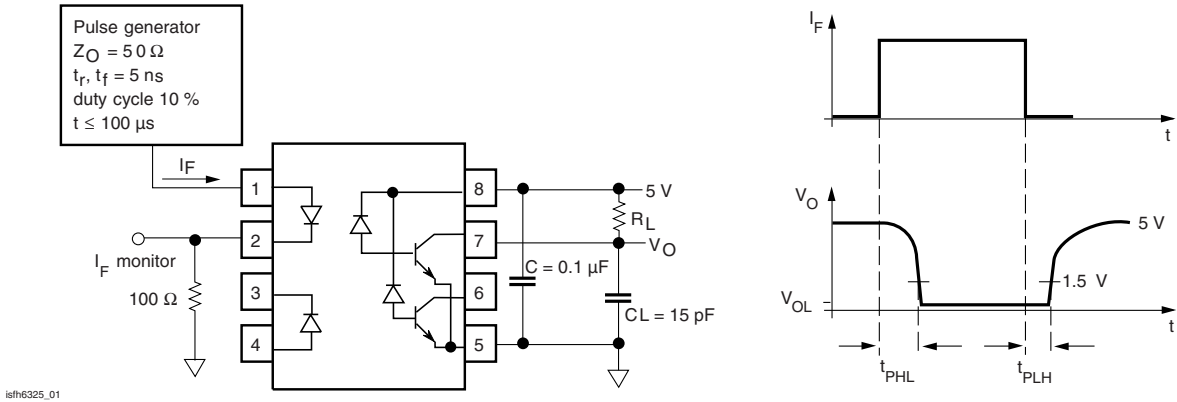 Pulse generator
ZO = 50 Ω
tr, tf = 5 ns
duty cycle 10 %
t ≤ 100 µs
IF
1
2
3
4
8
7
6
5
IF monitor
100 Ω
5 V
RL
VO
C = 0.1 µF
CL = 15 pF
isfh6325_01
IF
t
VO
5 V
1.5 V
VOL
t
tPHL
tPLH